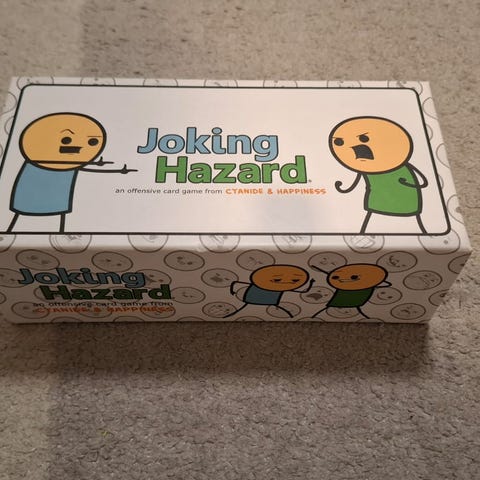 Joking
Hazard®
an offensive card game from CYANIDE & HAPPINESS
Joking
Hazard
an offensive card game from
CYANIDE & HAPPINESS